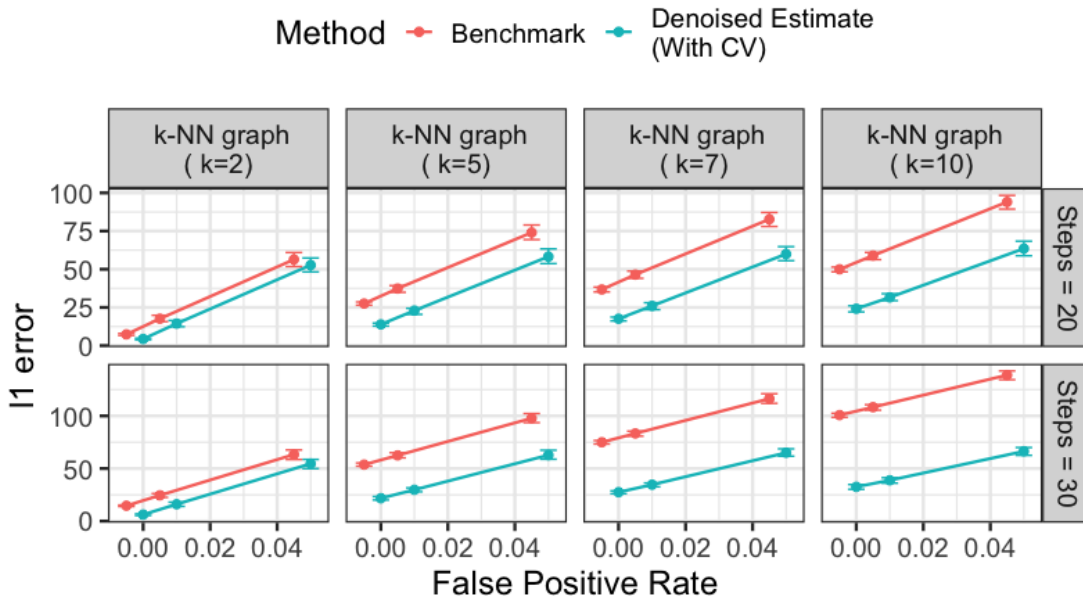 Method Benchmark Denoised Estimate
(With CV)
k-NN graph
( k=2)
k-NN graph
( k=5)
k-NN graph
( k=7)
k-NN graph
( k=10)
100
75
50
25
0
Steps = 20
l1 error
100
50
0
Steps = 30
0.00 0.02 0.04 0.00 0.02 0.04 0.00 0.02 0.04 0.00 0.02 0.04
False Positive Rate